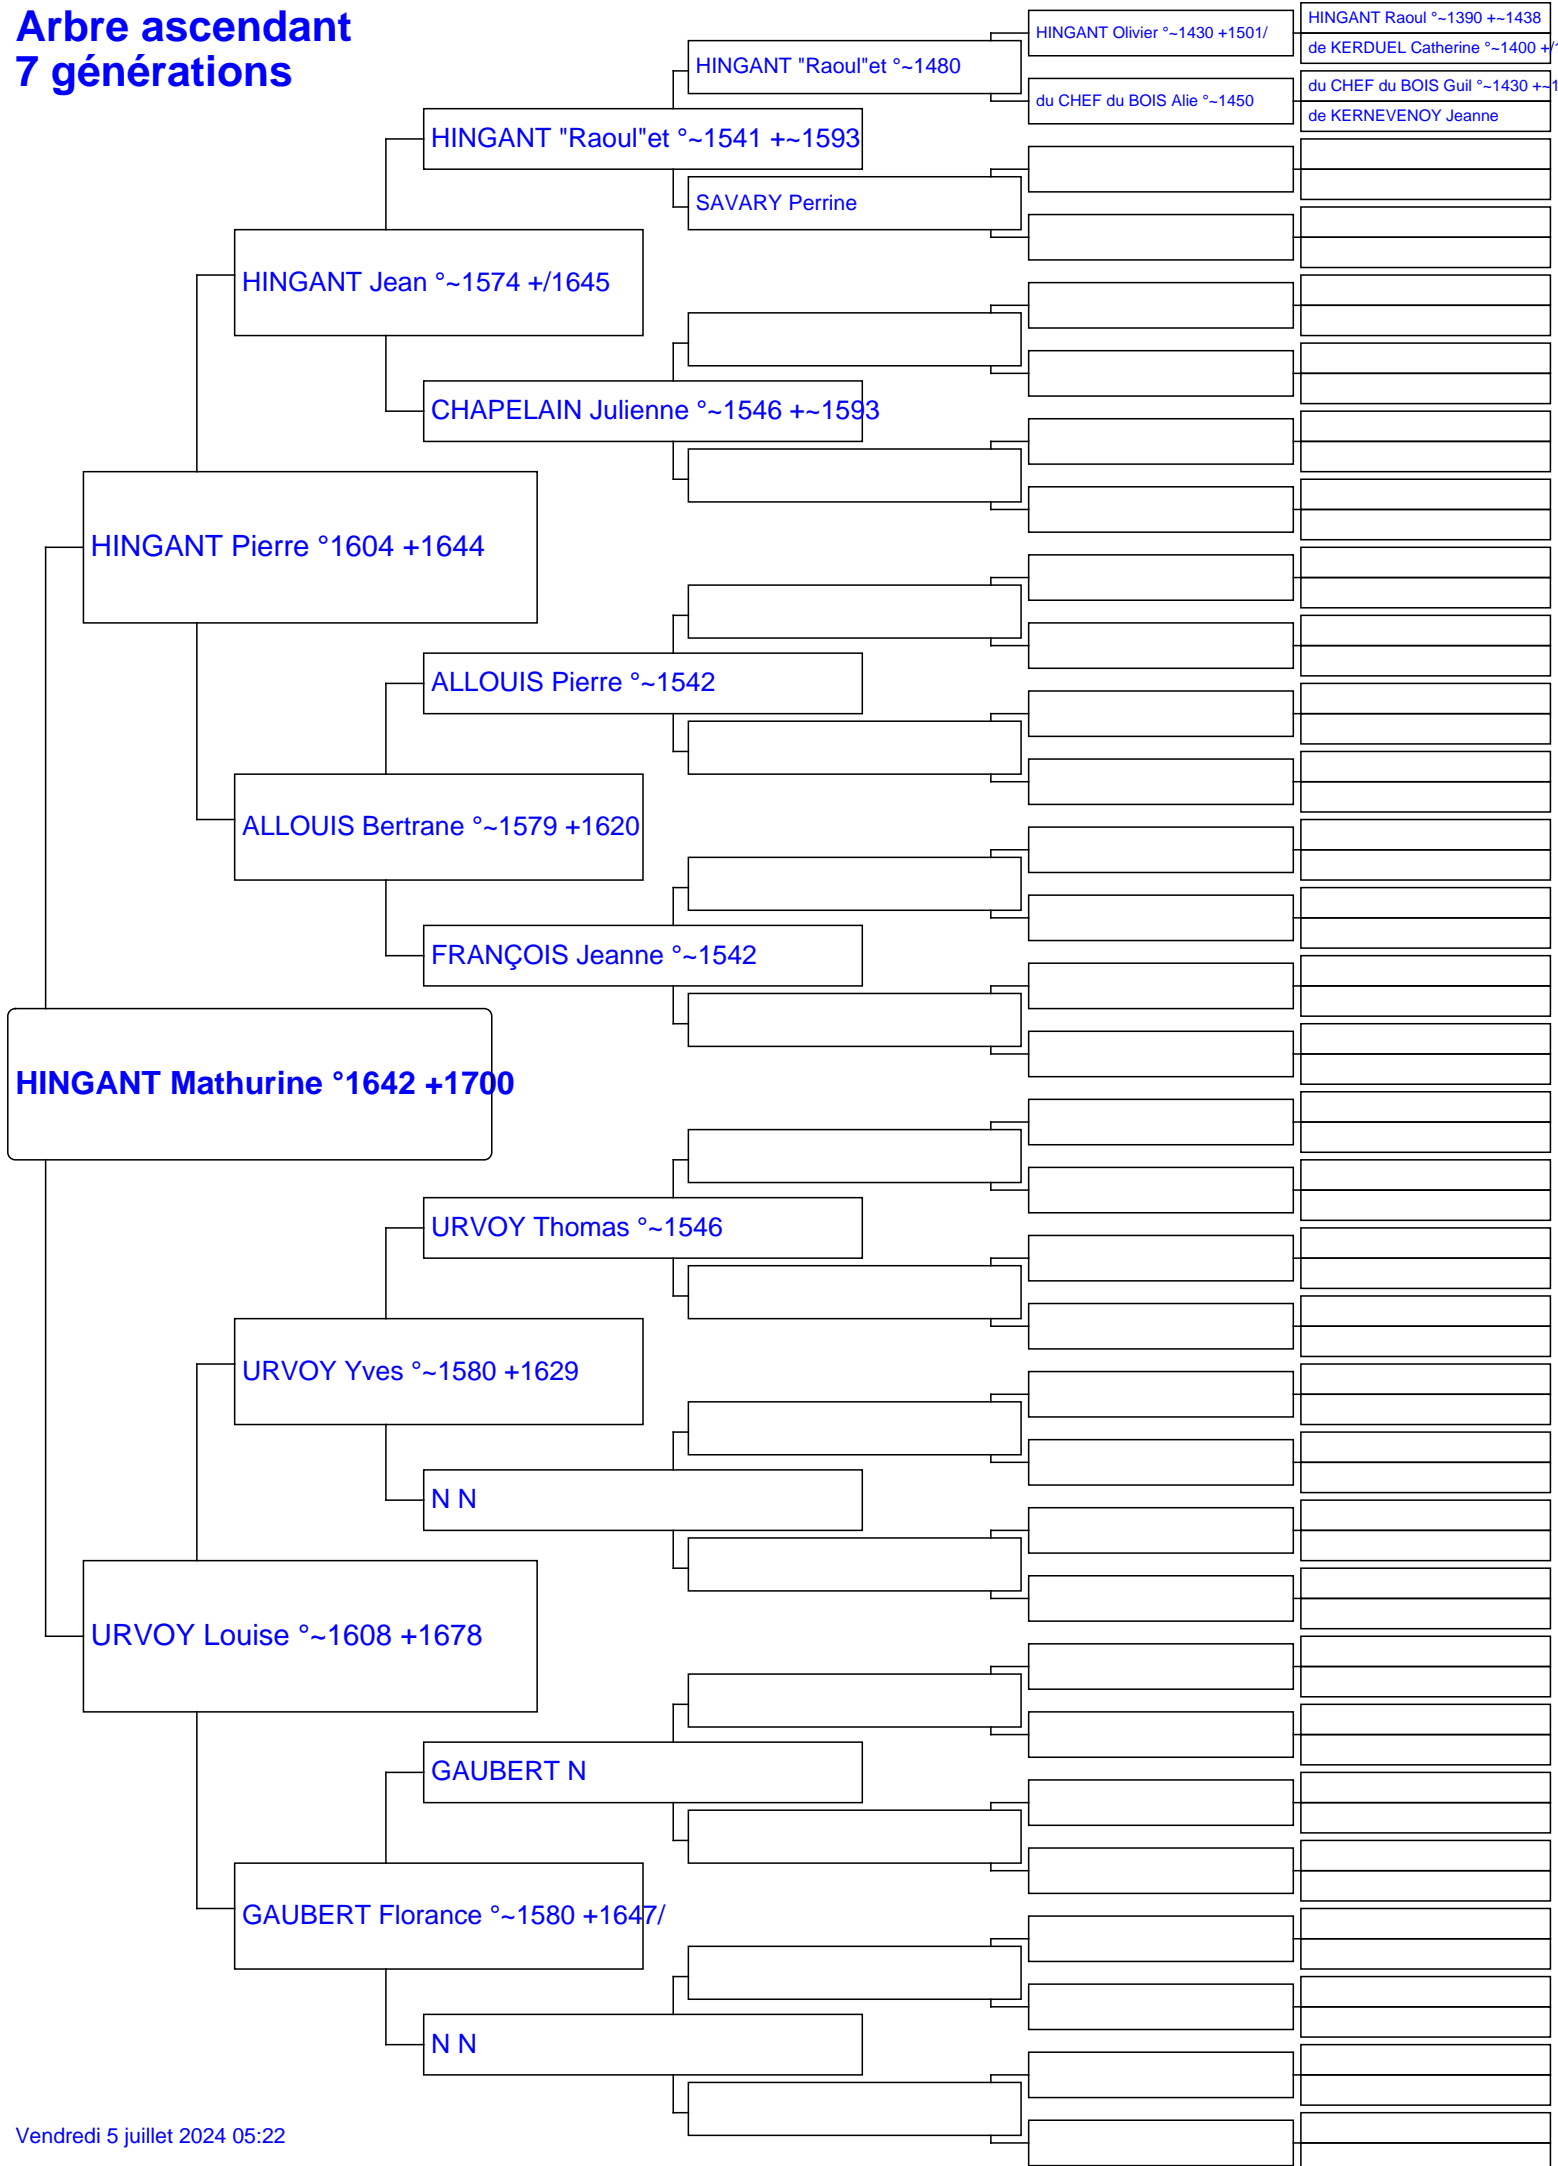 Arbre ascendant
7 générations
HINGANT Raoul °~1390 +~1438
HINGANT Olivier °~1430 +1501/
de KERDUEL Catherine °~1400 +/
HINGANT "Raoul"et °~1480
du CHEF du BOIS Guil °~1430 +~1
du CHEF du BOIS Alie °~1450
de KERNEVENOY Jeanne
HINGANT "Raoul"et °~1541 +~1593
SAVARY Perrine
HINGANT Jean °~1574 +/1645
CHAPELAIN Julienne °~1546 +~1593
HINGANT Pierre °1604 +1644
ALLOUIS Pierre °~1542
ALLOUIS Bertrane °~1579 +1620
FRANÇOIS Jeanne °~1542
HINGANT Mathurine °1642 +1700
URVOY Thomas °~1546
URVOY Yves °~1580 +1629
N N
URVOY Louise °~1608 +1678
GAUBERT N
GAUBERT Florance °~1580 +1647/
N N
Vendredi 5 juillet 2024 05:22